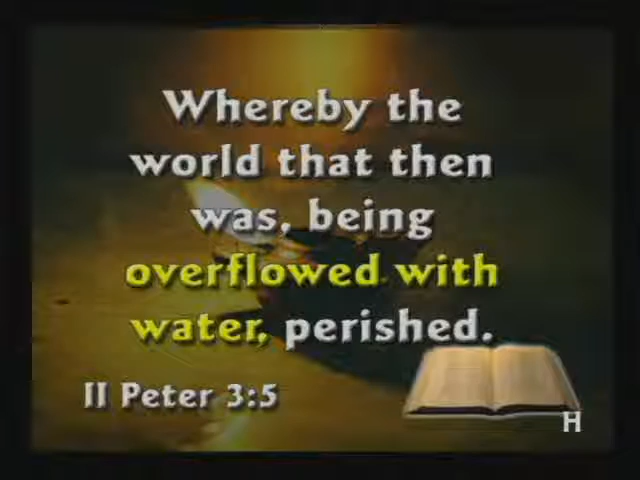 Whereby the
world that then
was, being
overflowed with
water, perished.
II Peter 3:5
H